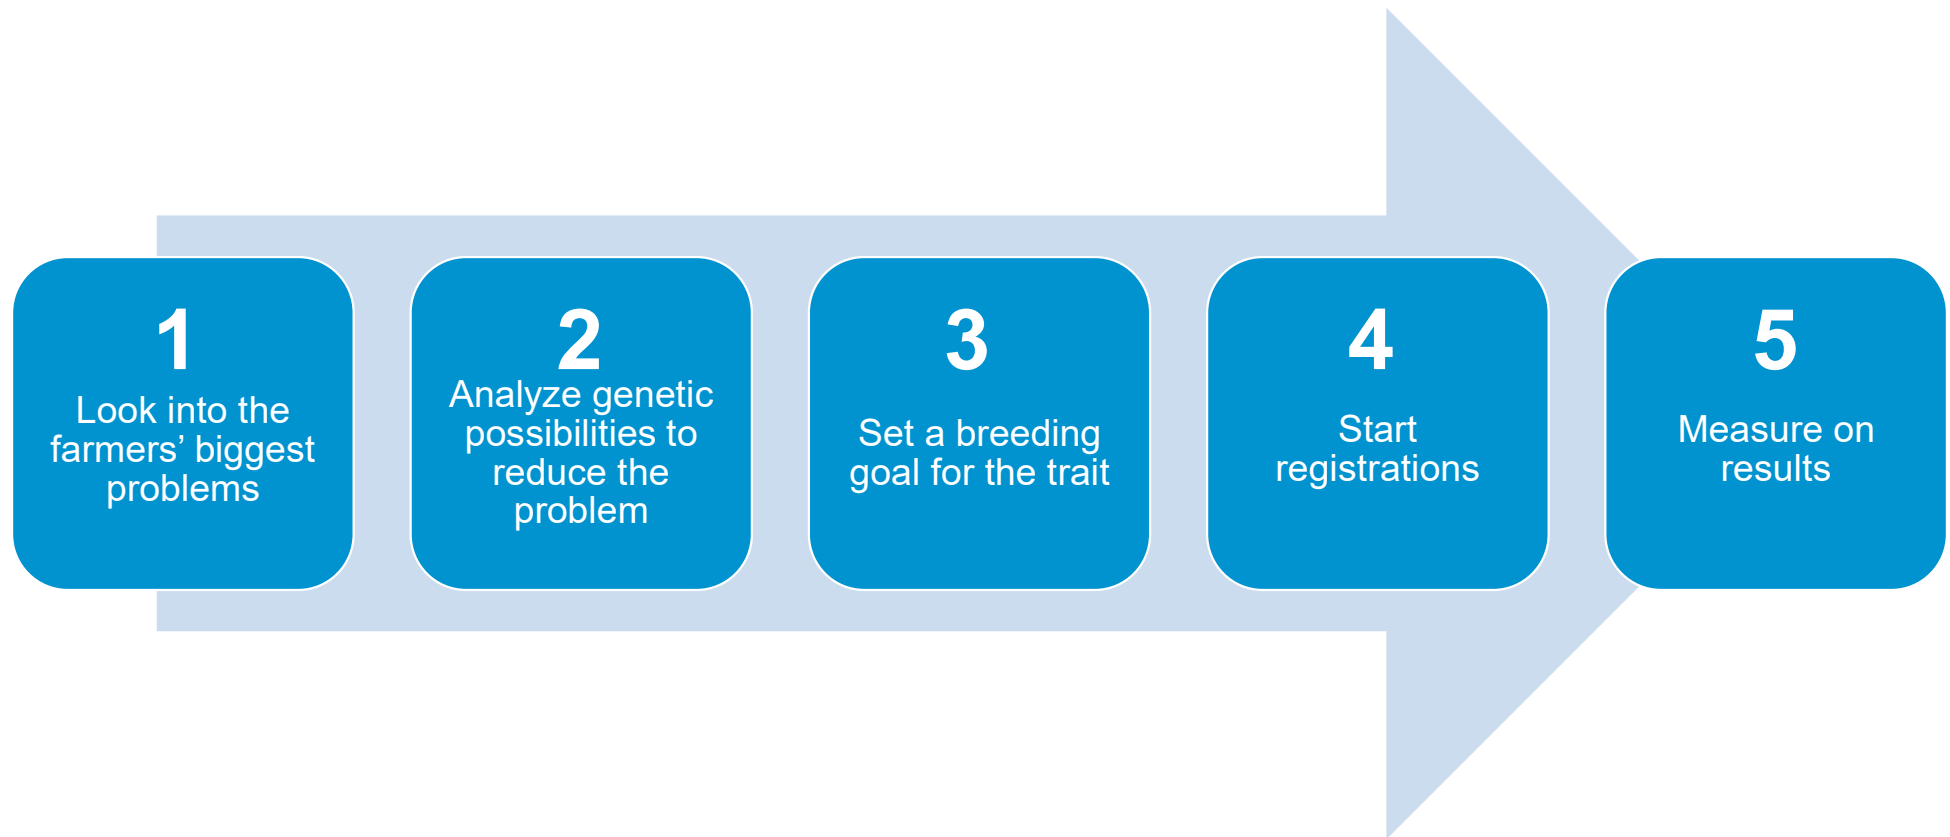 1
Look into the
farmers’ biggest
problems
2
Analyze genetic
possibilities to
reduce the
problem
3
Set a breeding
goal for the trait
4
Start
registrations
5
Measure on
results